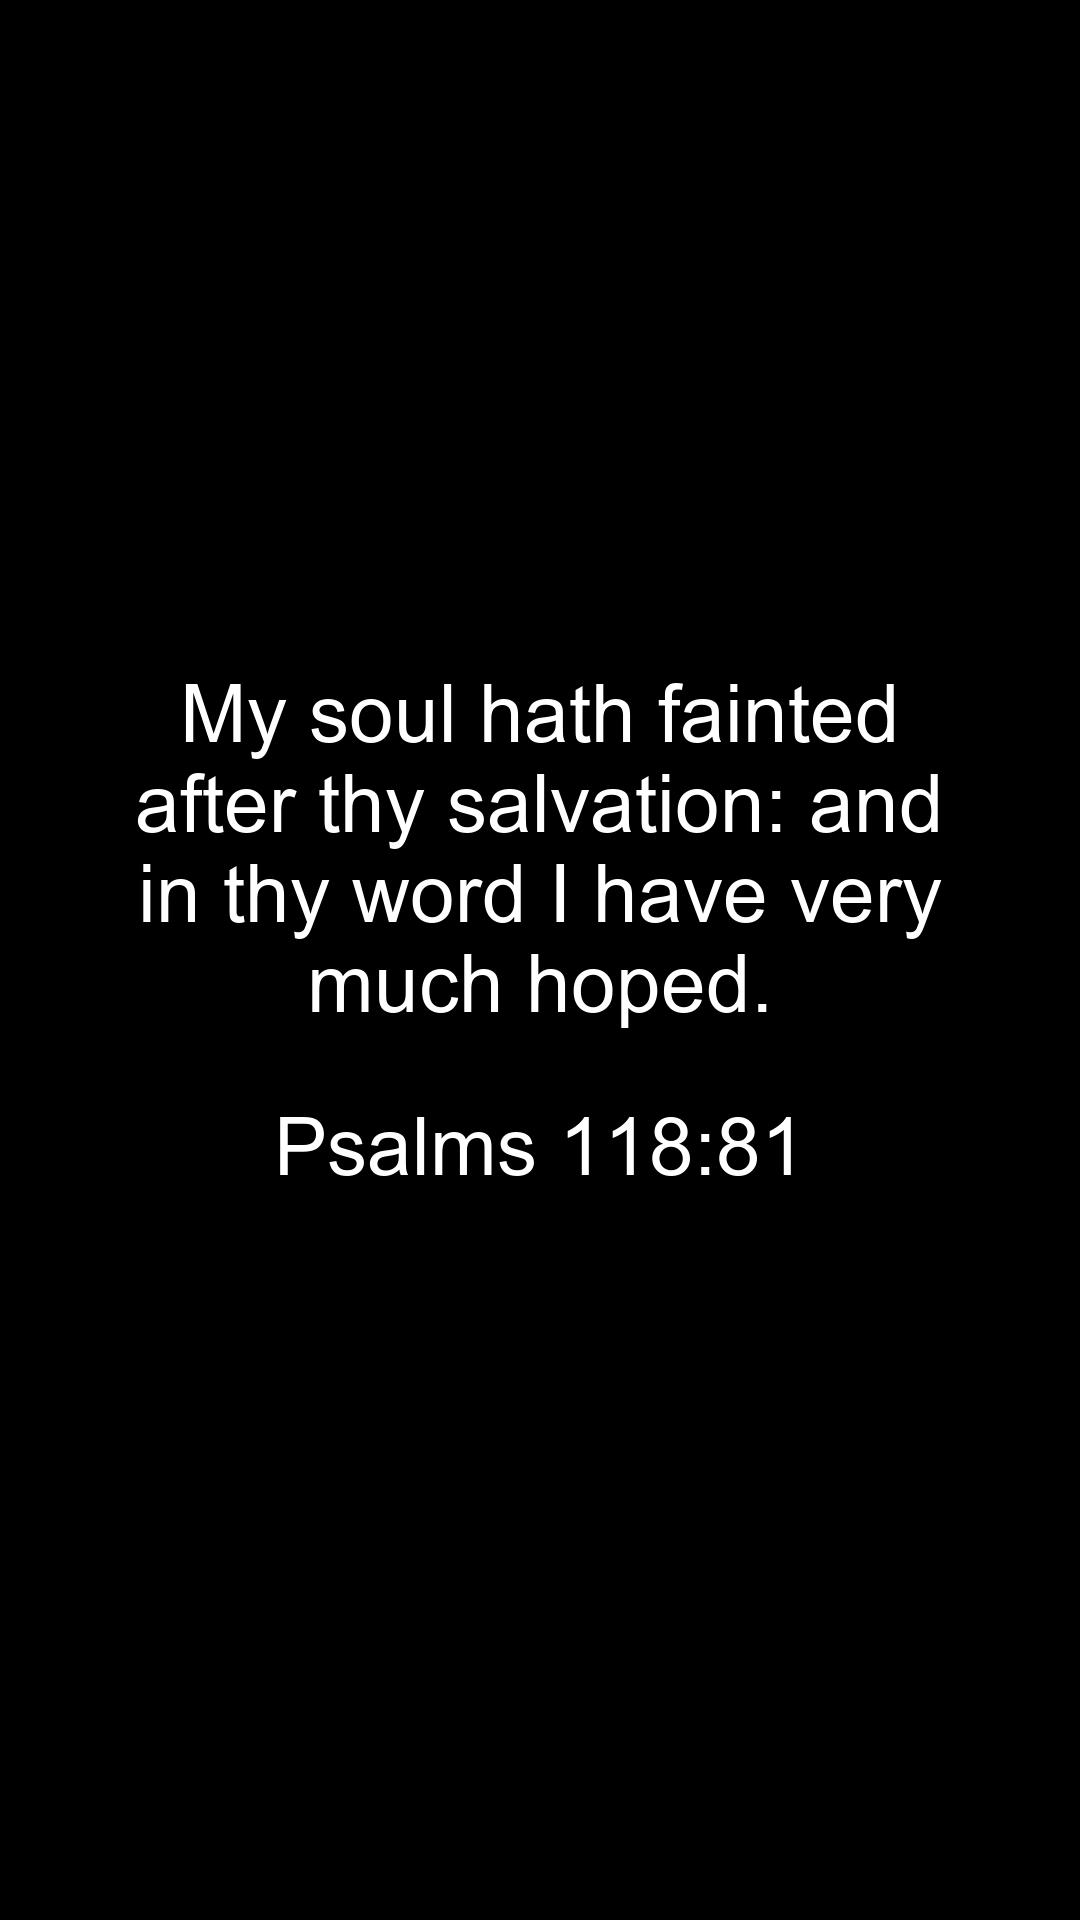 My soul hath fainted
after thy salvation: and
in thy word I have very
much hoped.
Psalms 118:81